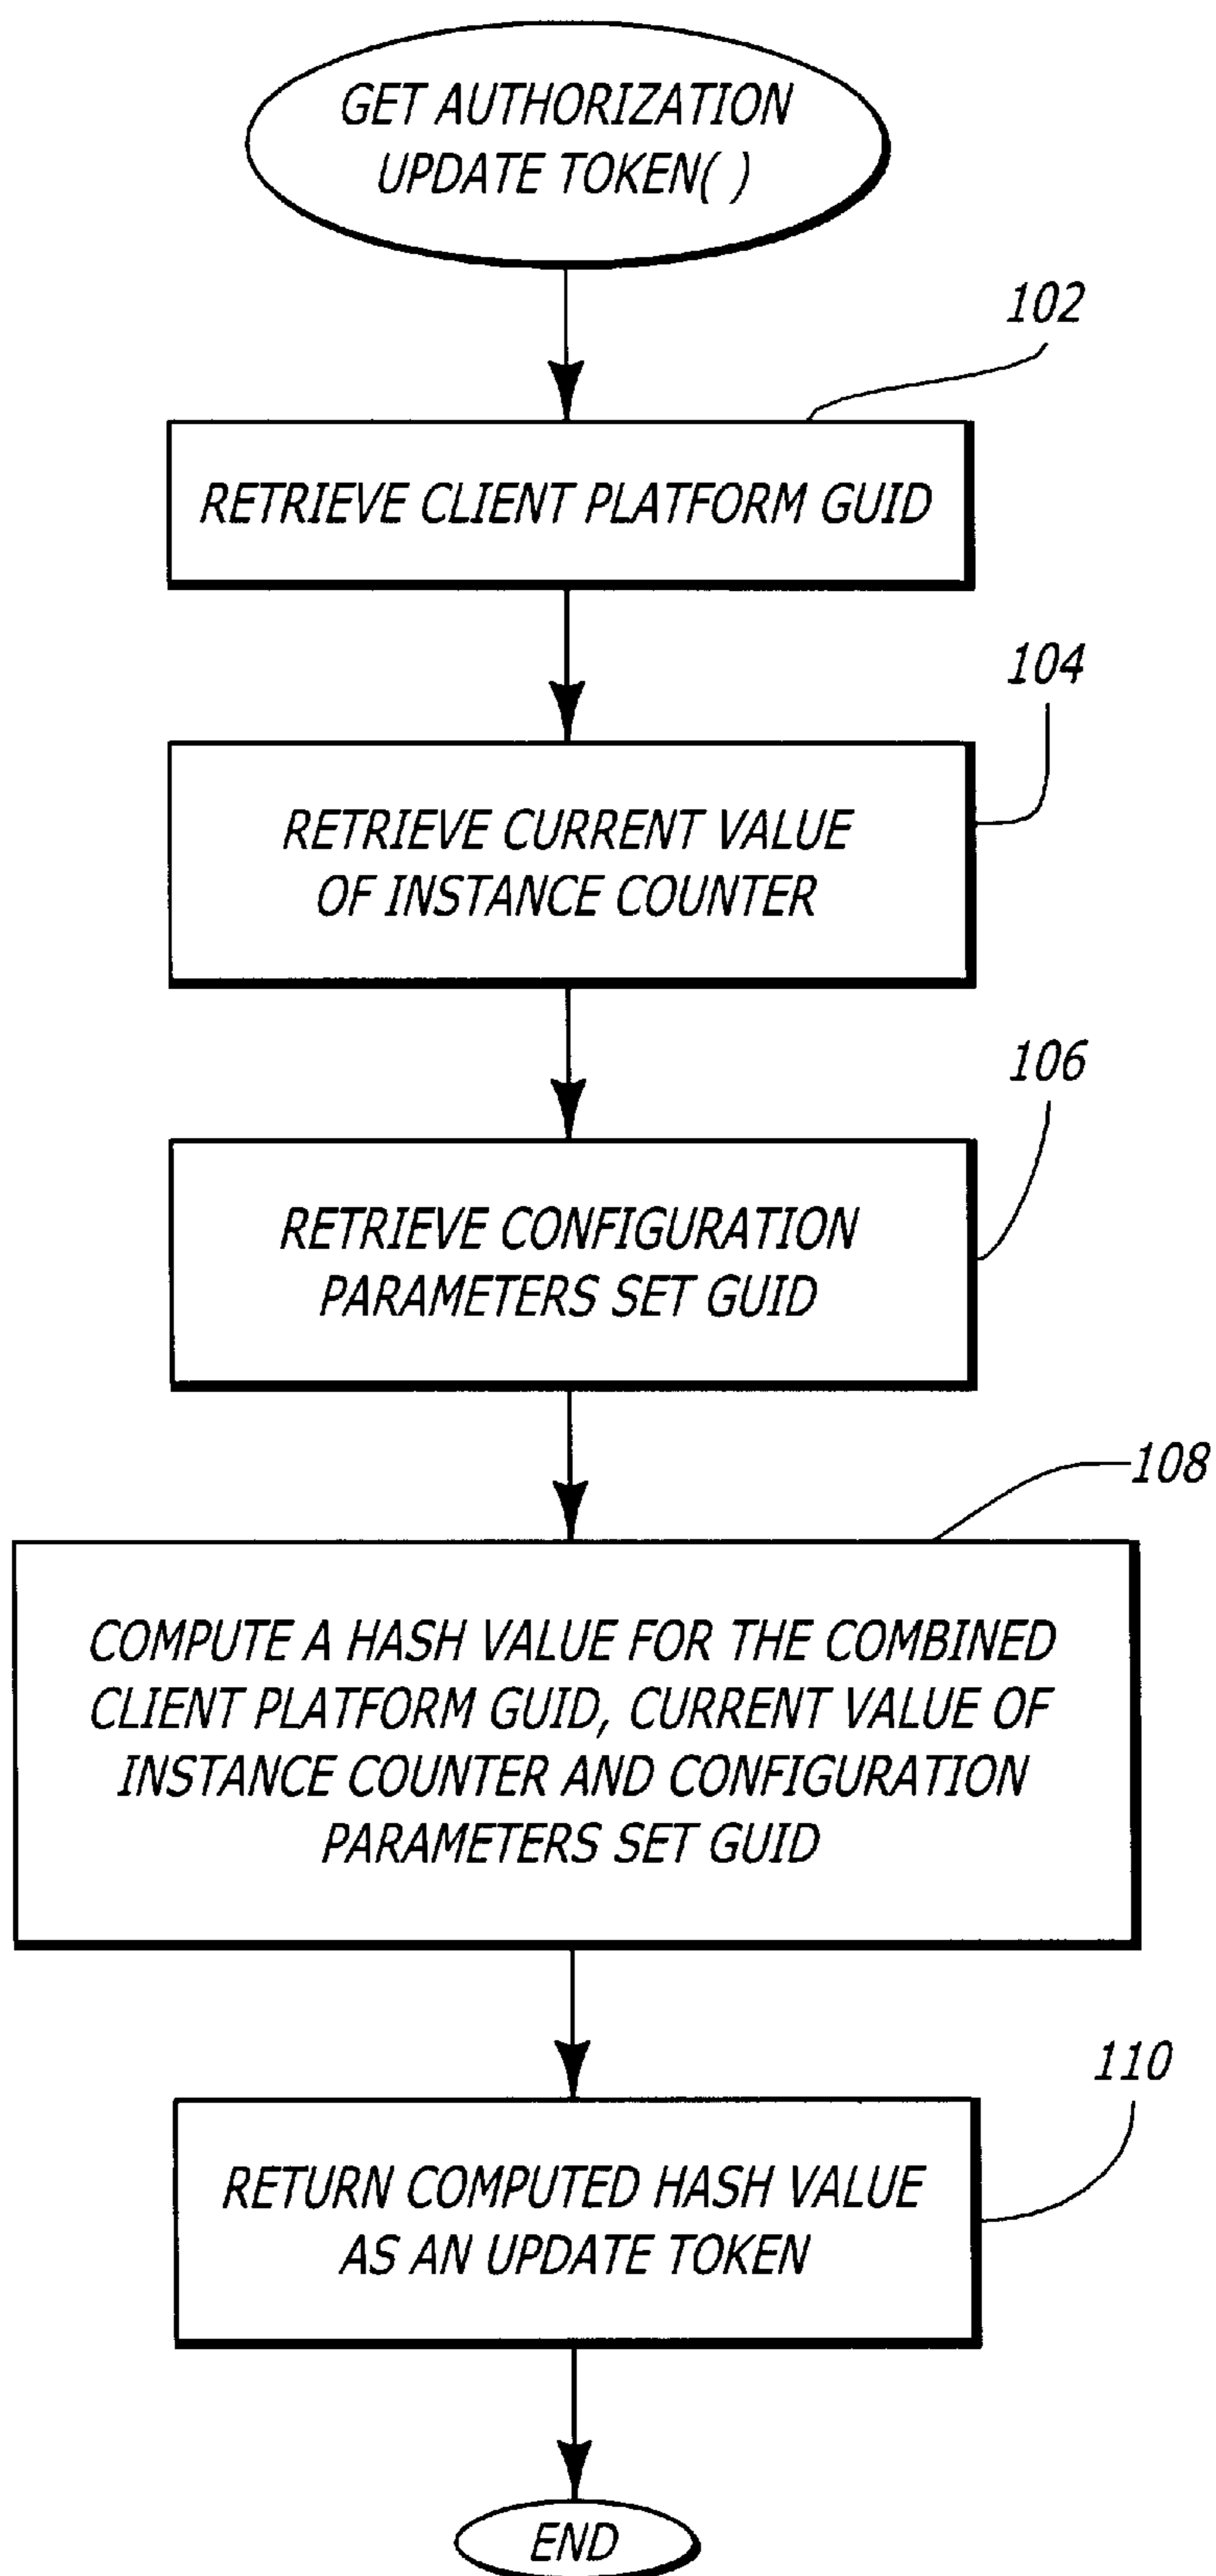 GET AUTHORIZATION
UPDATE TOKEN( )
102
RETRIEVE CLIENT PLATFORM GUID
104
RETRIEVE CURRENT VALUE
OF INSTANCE COUNTER
106
RETRIEVE CONFIGURATION
PARAMETERS SET GUID
108
COMPUTE A HASH VALUE FOR THE COMBINED
CLIENT PLATFORM GUID, CURRENT VALUE OF
INSTANCE COUNTER AND CONFIGURATION
PARAMETERS SET GUID
110
RETURN COMPUTED HASH VALUE
AS AN UPDATE TOKEN
END